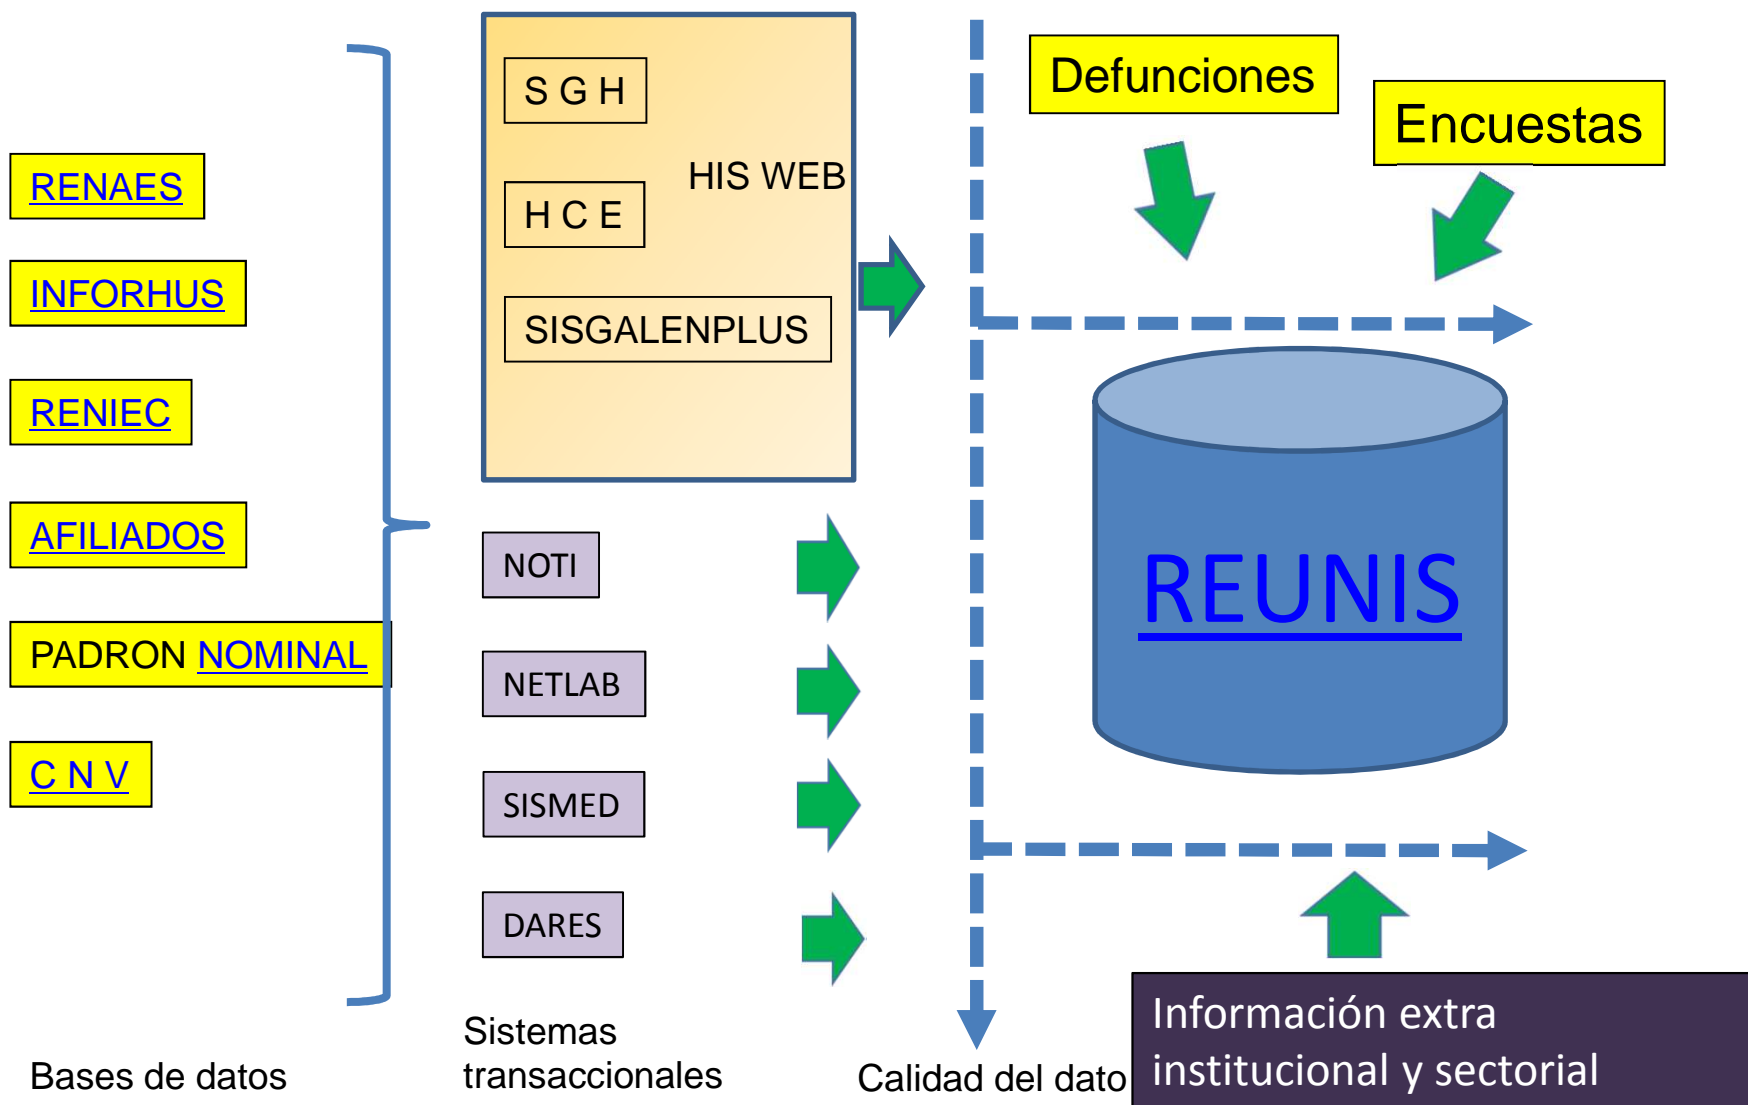 RENAES
INFORHUS
RENIEC
AFILIADOS
PADRON NOMINAL
C N V
Bases de datos
S G H
HIS WEB
H C E
SISGALENPLUS
NOTI
NETLAB
SISMED
DARES
Sistemas
transaccionales
Calidad del dato
Defunciones
Encuestas
REUNIS
Información extra
institucional y sectorial